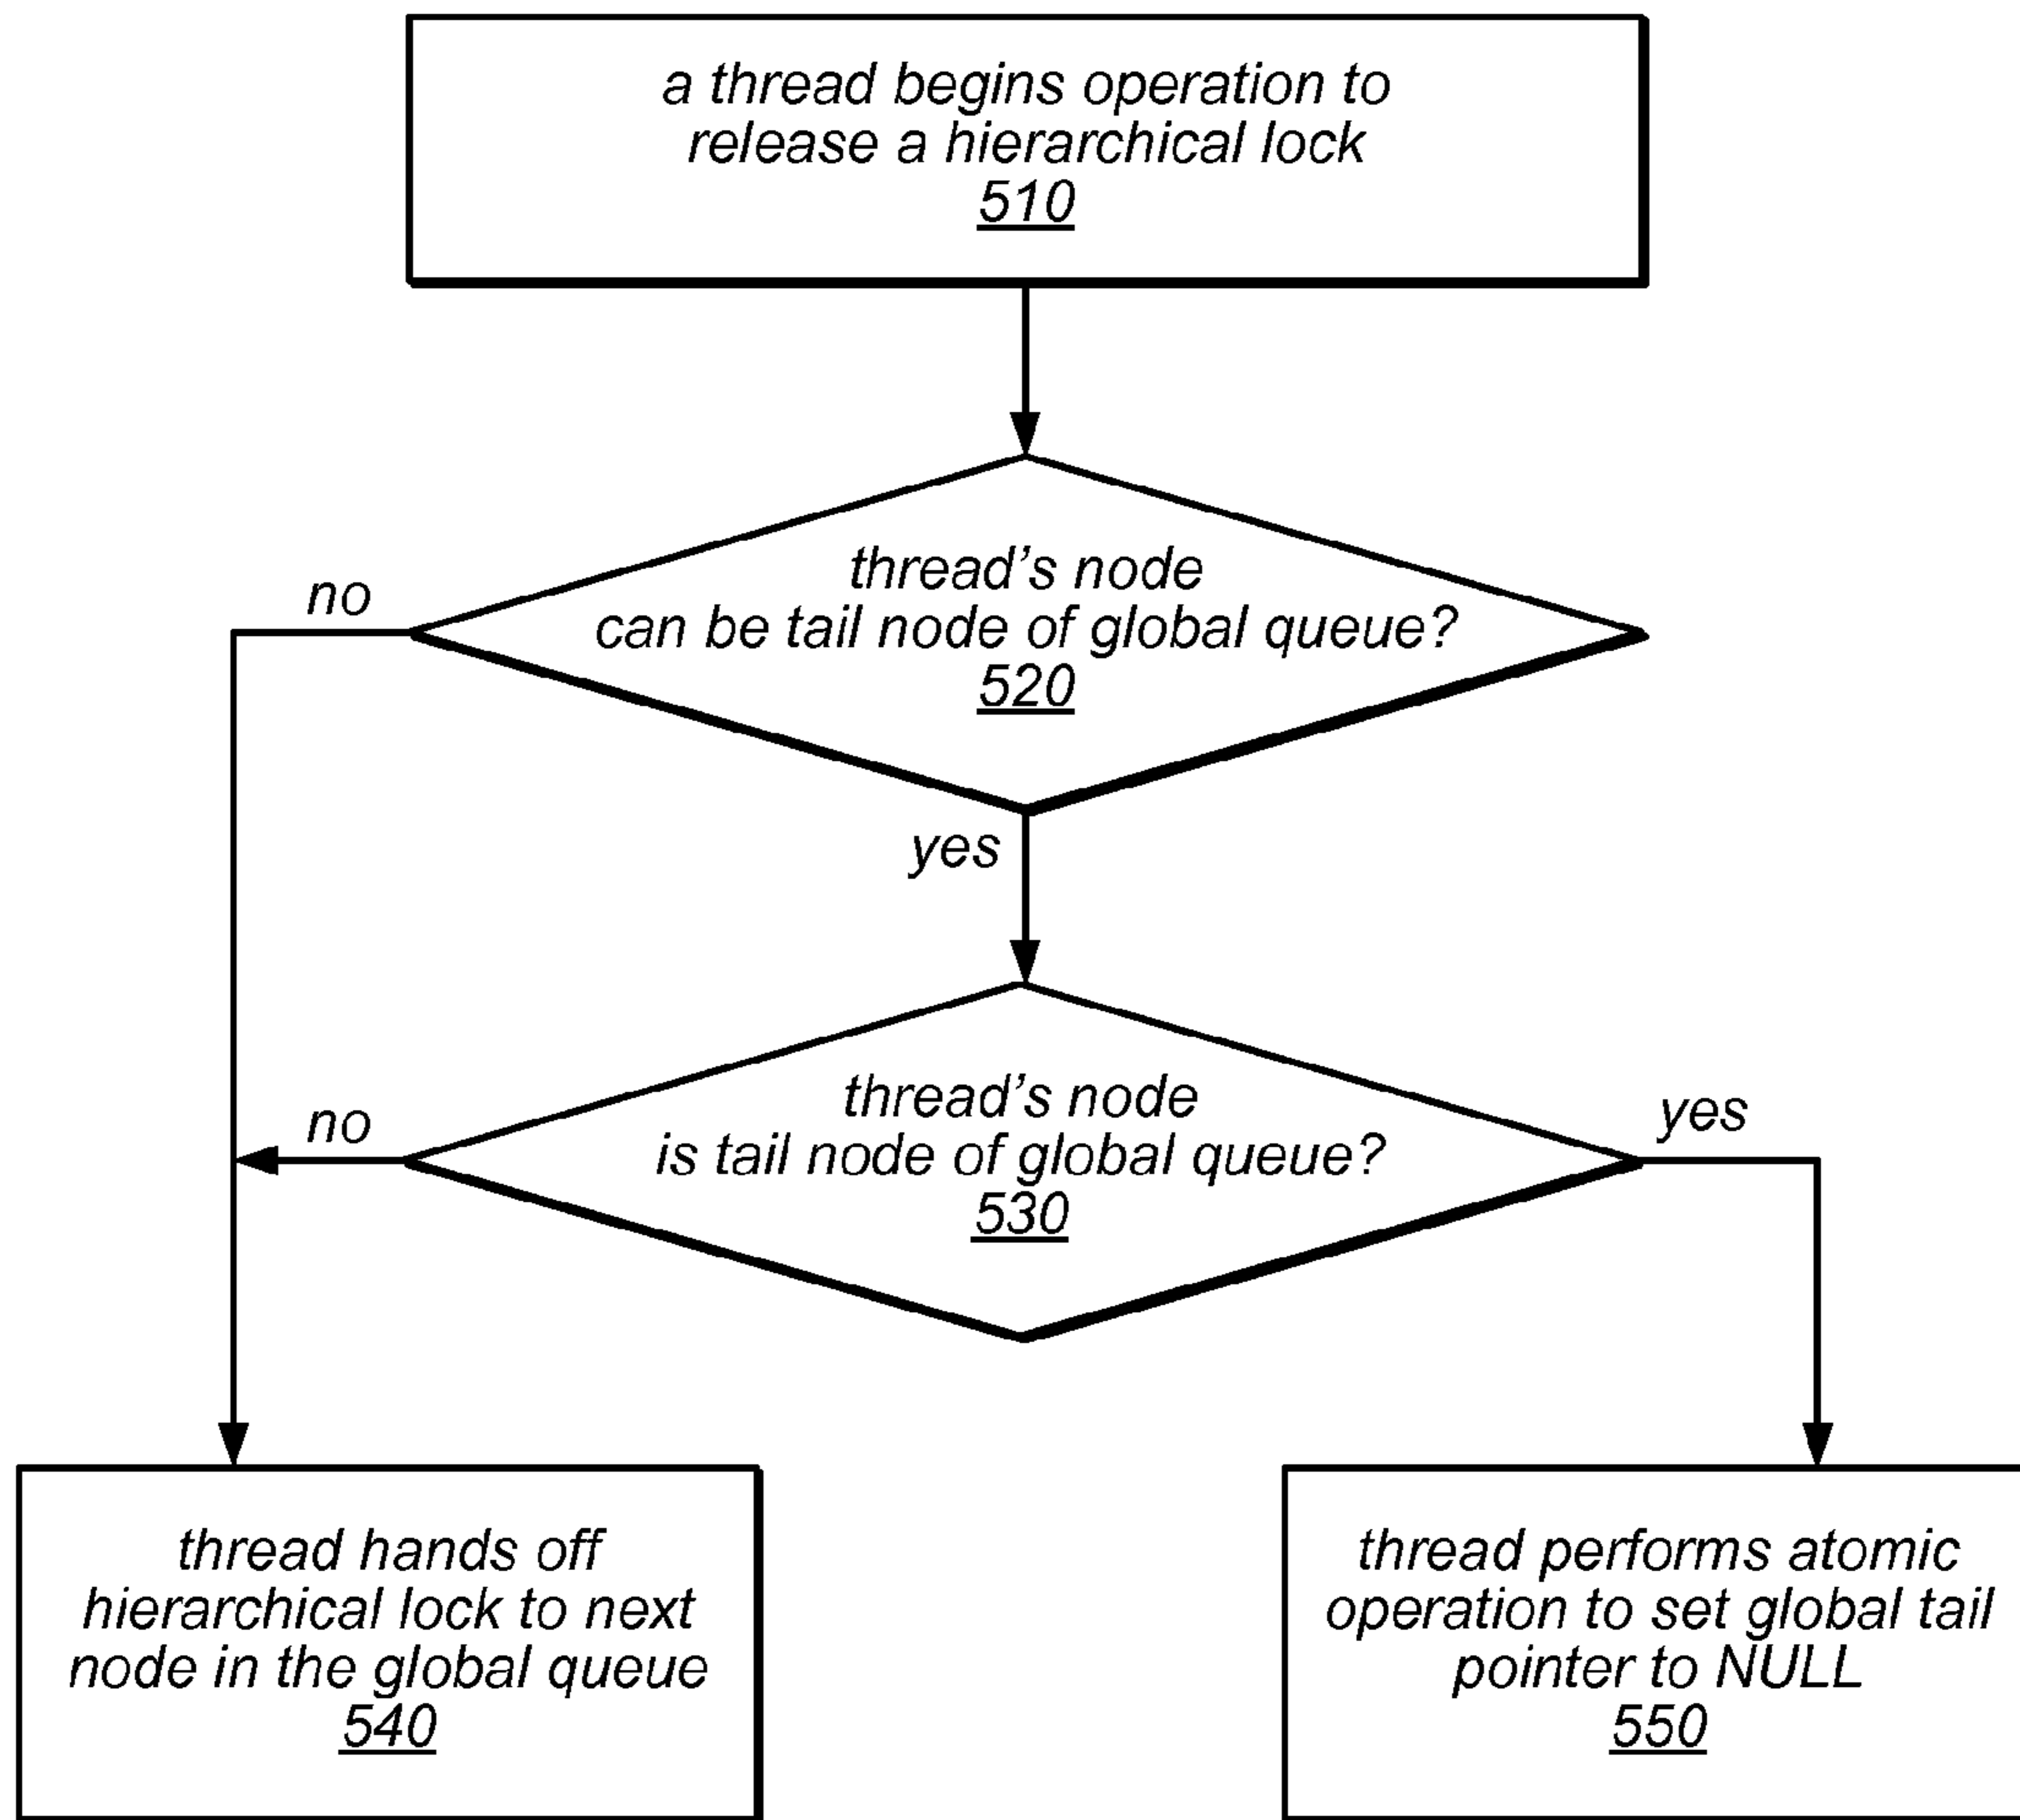 a thread begins operation to
release a hierarchical lock
510
thread's node
can be tail node of global queue?
520
no
yes
thread's node
is tail node of global queue?
530
no
yes
thread hands off
hierarchical lock to next
node in the global queue
540
thread performs atomic
operation to set global tail
pointer to NULL
550